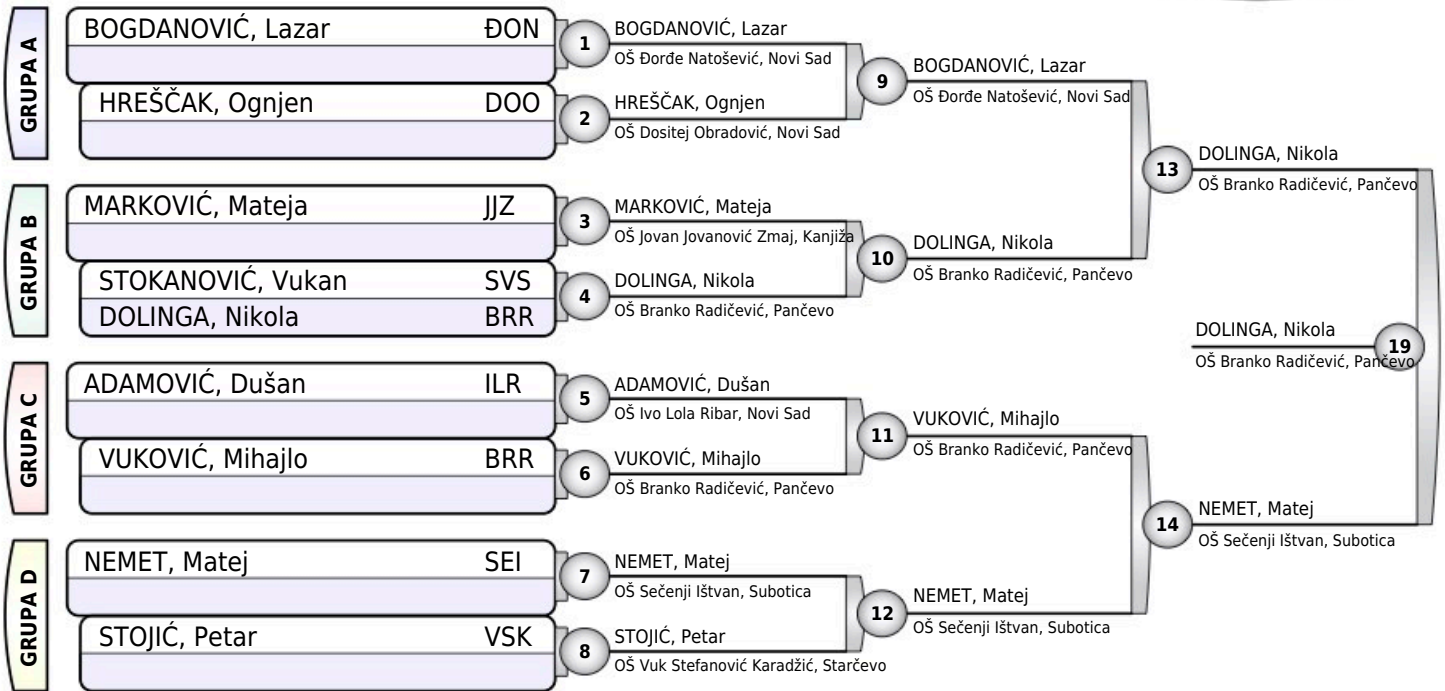 GRUPA A
BOGDANOVIĆ, Lazar ĐON
HREŠČAK, Ognjen DOO
GRUPA B
MARKOVIĆ, Mateja JJZ
STOKANOVIĆ, Vukan SVS
DOLINGA, Nikola BRR
GRUPA C
ADAMOVIĆ, Dušan ILR
VUKOVIĆ, Mihajlo BRR
GRUPA D
NEMET, Matej SEI
STOJIĆ, Petar VSK
1
BOGDANOVIĆ, Lazar
OŠ Đorđe Natošević, Novi Sad
2
HREŠČAK, Ognjen
OŠ Dositej Obradović, Novi Sad
3
MARKOVIĆ, Mateja
OŠ Jovan Jovanović Zmaj, Kanjiža
4
DOLINGA, Nikola
OŠ Branko Radičević, Pančevo
5
ADAMOVIĆ, Dušan
OŠ Ivo Lola Ribar, Novi Sad
6
VUKOVIĆ, Mihajlo
OŠ Branko Radičević, Pančevo
7
NEMET, Matej
OŠ Sečenji Ištvan, Subotica
8
STOJIĆ, Petar
OŠ Vuk Stefanović Karadžić, Starčevo
9
BOGDANOVIĆ, Lazar
OŠ Đorđe Natošević, Novi Sad
10
DOLINGA, Nikola
OŠ Branko Radičević, Pančevo
11
VUKOVIĆ, Mihajlo
OŠ Branko Radičević, Pančevo
12
NEMET, Matej
OŠ Sečenji Ištvan, Subotica
13
DOLINGA, Nikola
OŠ Branko Radičević, Pančevo
14
NEMET, Matej
OŠ Sečenji Ištvan, Subotica
DOLINGA, Nikola
19
OŠ Branko Radičević, Pančevo